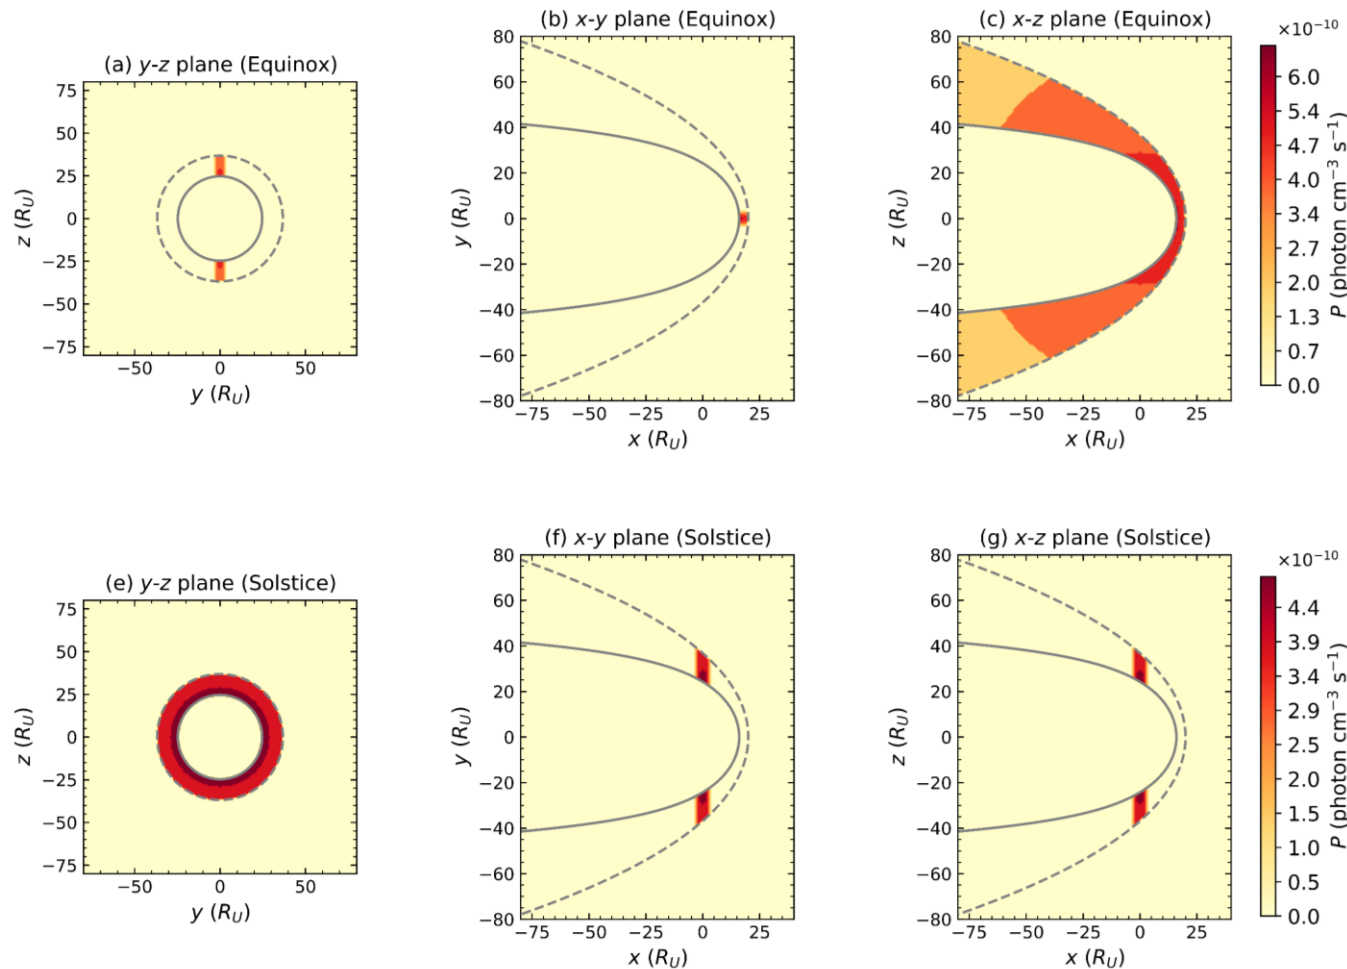 (a) y-z plane (Equinox)
75
50
25
0
−25
−50
−75
z (R_U)
−50 0 50
y (R_U)
(b) x-y plane (Equinox)
80
60
40
20
0
−20
−40
−60
−80
y (R_U)
−75 −50 −25 0 25
x (R_U)
(c) x-z plane (Equinox)
80
60
40
20
0
−20
−40
−60
−80
z (R_U)
−75 −50 −25 0 25
x (R_U)
×10⁻¹⁰
6.0
5.4
4.7
4.0
3.4
2.7
2.0
1.3
0.7
0.0
P (photon cm⁻³ s⁻¹)
(e) y-z plane (Solstice)
75
50
25
0
−25
−50
−75
z (R_U)
−50 0 50
y (R_U)
(f) x-y plane (Solstice)
80
60
40
20
0
−20
−40
−60
−80
y (R_U)
−75 −50 −25 0 25
x (R_U)
(g) x-z plane (Solstice)
80
60
40
20
0
−20
−40
−60
−80
z (R_U)
−75 −50 −25 0 25
x (R_U)
×10⁻¹⁰
4.4
3.9
3.4
2.9
2.5
2.0
1.5
1.0
0.5
0.0
P (photon cm⁻³ s⁻¹)